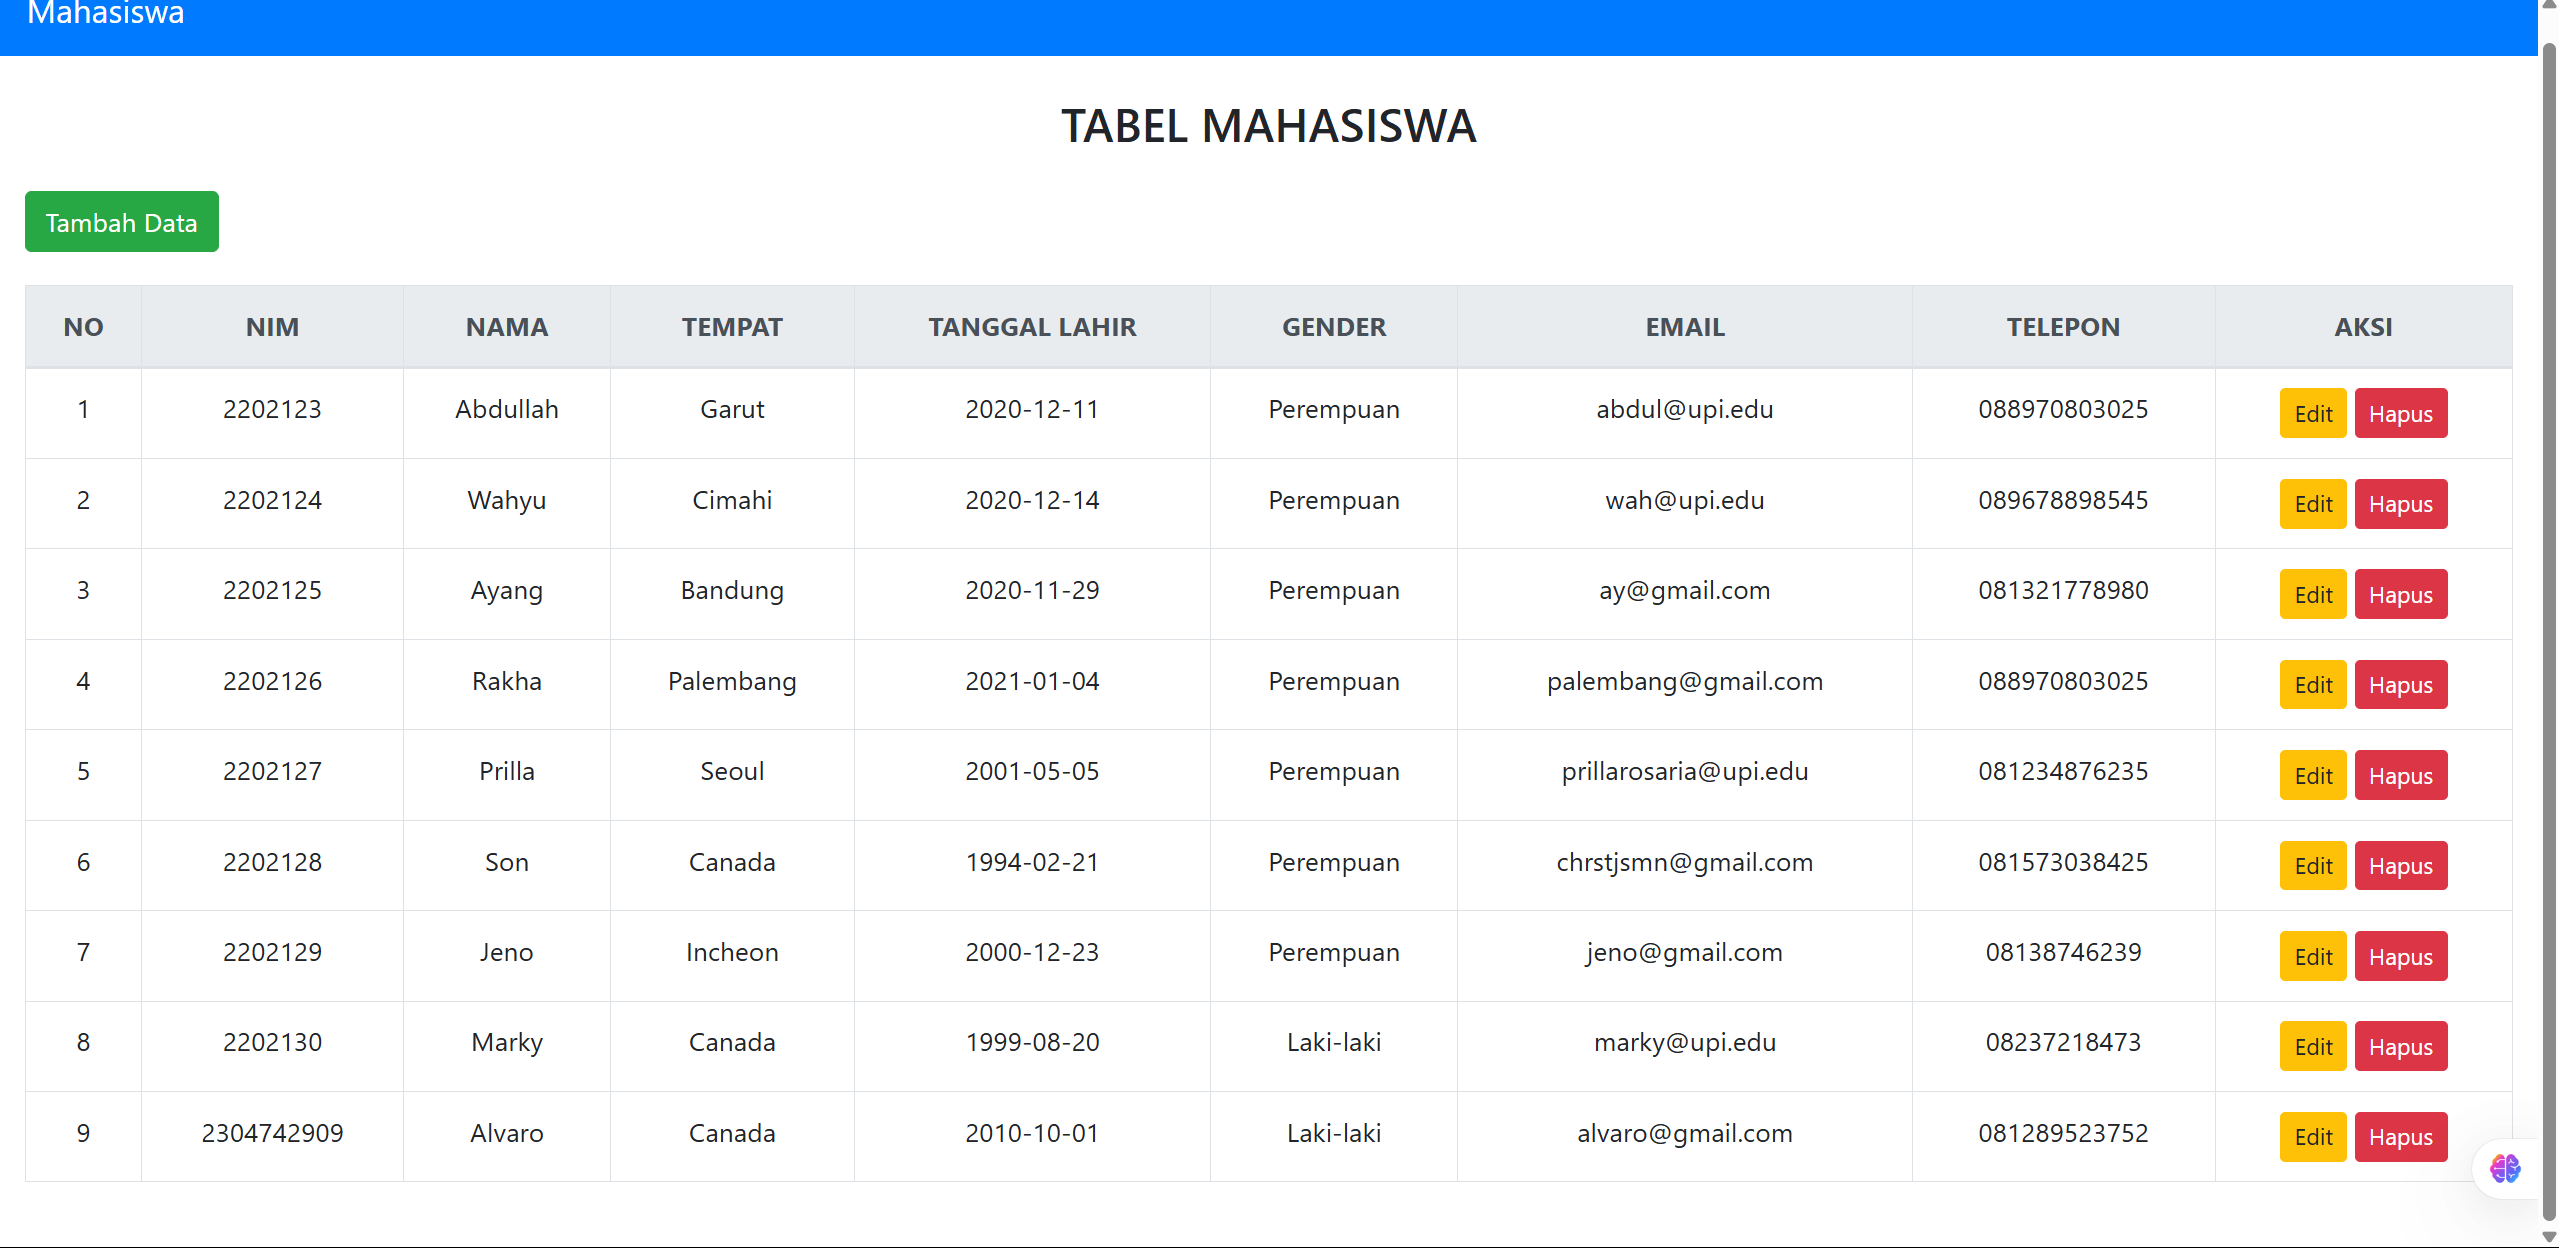 Mahasiswa
TABEL MAHASISWA
Tambah Data
NO NIM NAMA TEMPAT TANGGAL LAHIR GENDER EMAIL TELEPON AKSI
1 2202123 Abdullah Garut 2020-12-11 Perempuan abdul@upi.edu 088970803025 Edit Hapus
2 2202124 Wahyu Cimahi 2020-12-14 Perempuan wah@upi.edu 089678898545 Edit Hapus
3 2202125 Ayang Bandung 2020-11-29 Perempuan ay@gmail.com 081321778980 Edit Hapus
4 2202126 Rakha Palembang 2021-01-04 Perempuan palembang@gmail.com 088970803025 Edit Hapus
5 2202127 Prilla Seoul 2001-05-05 Perempuan prillarosaria@upi.edu 081234876235 Edit Hapus
6 2202128 Son Canada 1994-02-21 Perempuan chrstjsmn@gmail.com 081573038425 Edit Hapus
7 2202129 Jeno Incheon 2000-12-23 Perempuan jeno@gmail.com 08138746239 Edit Hapus
8 2202130 Marky Canada 1999-08-20 Laki-laki marky@upi.edu 08237218473 Edit Hapus
9 2304742909 Alvaro Canada 2010-10-01 Laki-laki alvaro@gmail.com 081289523752 Edit Hapus